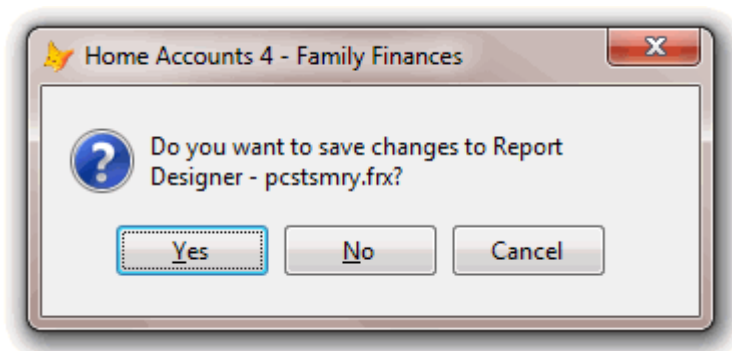 Home Accounts 4 - Family Finances
Do you want to save changes to Report
Designer - pcstsmry.frx?
Yes No Cancel